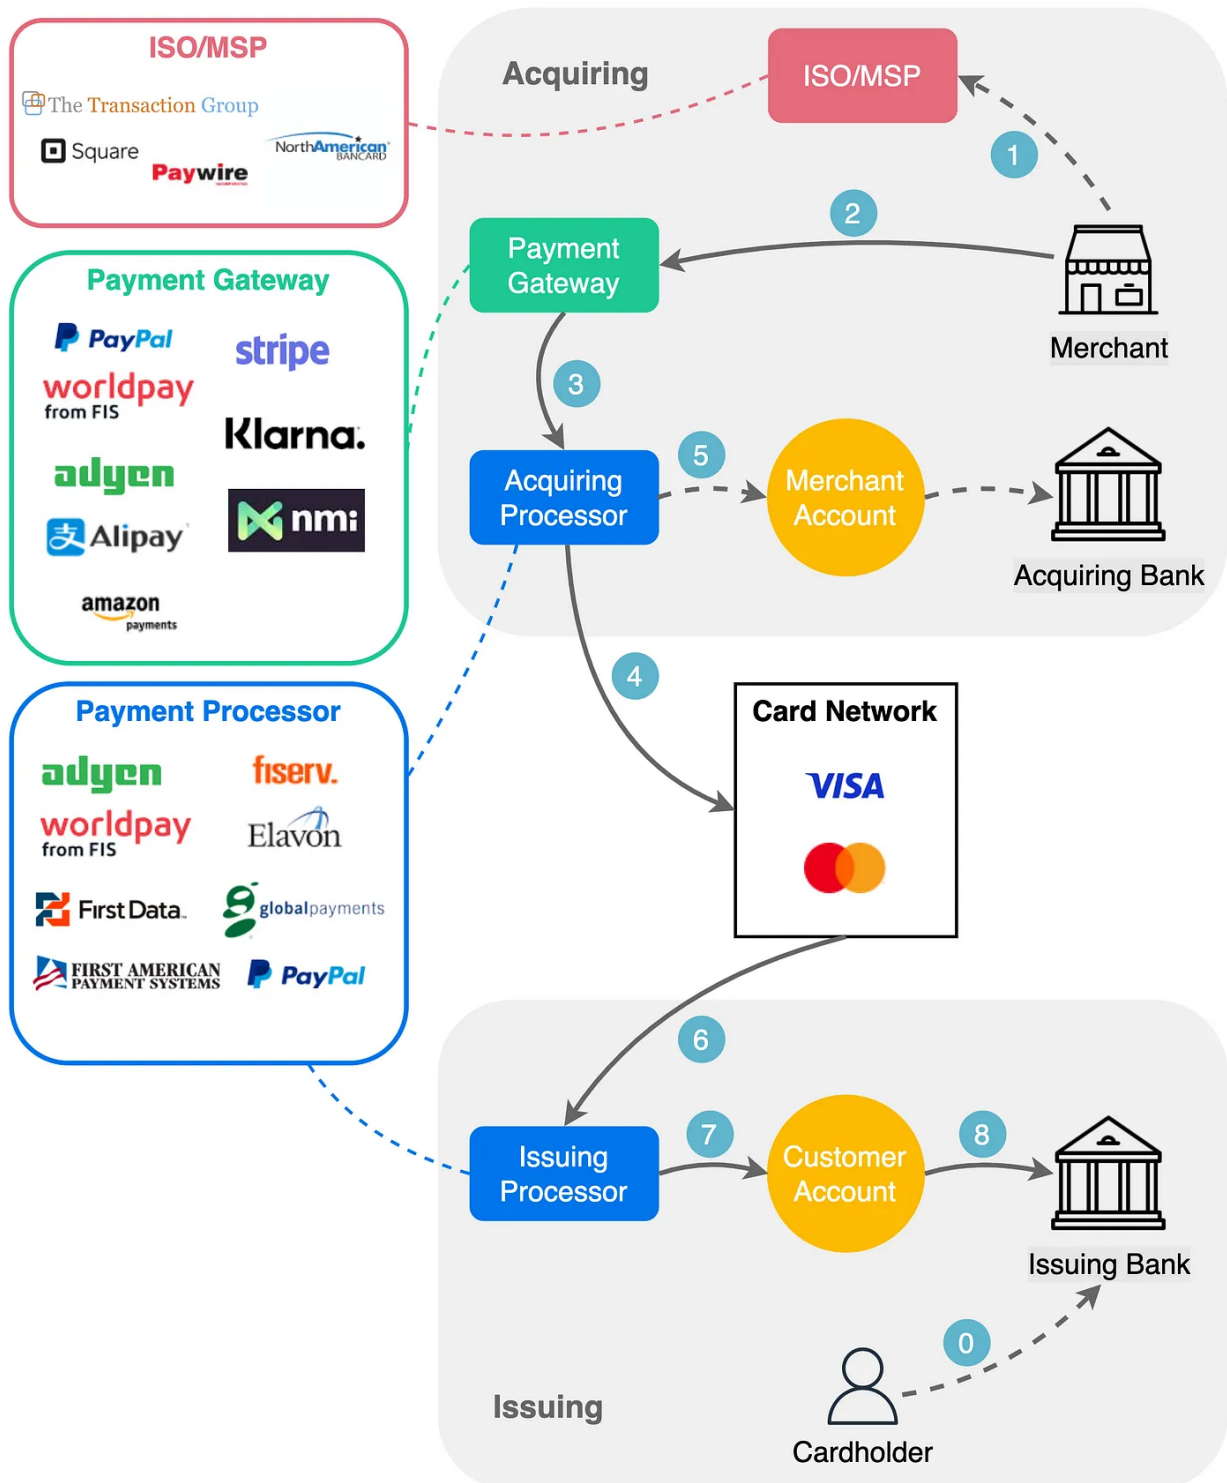 ISO/MSP
The Transaction Group
Square
NorthAmerican®
BANCARD
Paywire
Payment Gateway
PayPal
stripe
worldpay
from FIS
Klarna.
adyen
nmi
Alipay
amazon
payments
Payment Processor
adyen
fiserv.
worldpay
from FIS
Elavon
First Data™
globalpayments
FIRST AMERICAN
PAYMENT SYSTEMS
PayPal
Acquiring
ISO/MSP
1
2
Payment
Gateway
Merchant
3
Acquiring
Processor
5
Merchant
Account
Acquiring Bank
4
Card Network
VISA
6
Issuing
Processor
7
Customer
Account
8
Issuing Bank
0
Issuing
Cardholder